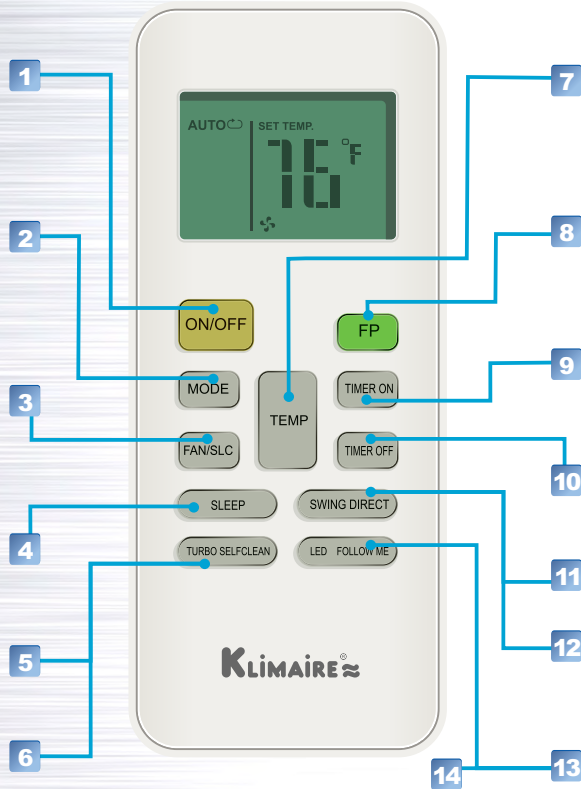 1
7
AUTO SET TEMP.
76 °F
2
8
ON/OFF
FP
MODE
TIMER ON
9
3
TEMP
FAN/SLC
TIMER OFF
10
SLEEP
SWING DIRECT
4
TURBO SELFCLEAN
LED FOLLOW ME
11
12
5
KLIMAIRE®
6
14
13